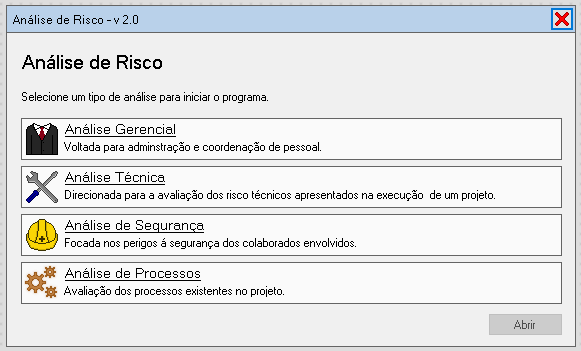 Análise de Risco - v 2.0
Análise de Risco
Selecione um tipo de análise para iniciar o programa.
Análise Gerencial
Voltada para adminstração e coordenação de pessoal.
Análise Técnica
Direcionada para a avaliação dos risco técnicos apresentados na execução de um projeto.
Análise de Segurança
Focada nos perigos á segurança dos colaborados envolvidos.
Análise de Processos
Avaliação dos processos existentes no projeto.
Abrir